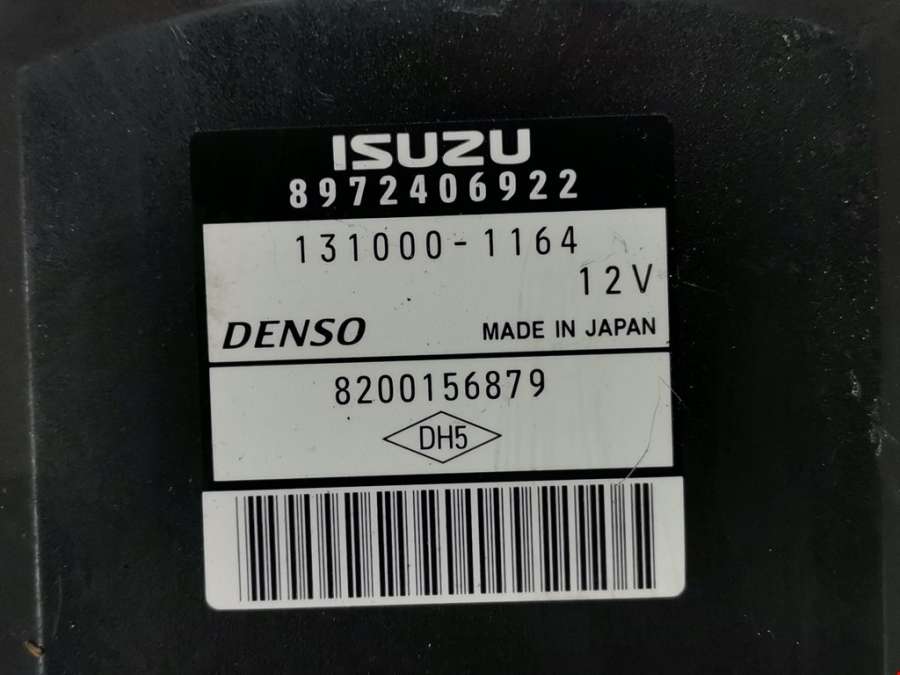 ISUZU
8972406922
131000-1164
12V
DENSO MADE IN JAPAN
8200156879
DH5